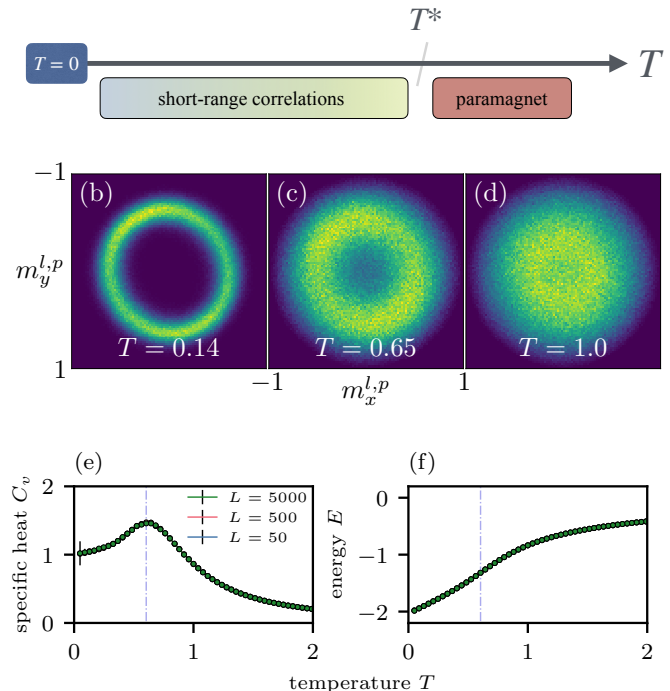 T*
T = 0
T
short-range correlations
paramagnet
-1
(b)
(c)
(d)
m_y^{l,p}
T = 0.14
T = 0.65
T = 1.0
1
-1
m_x^{l,p}
1
(e)
(f)
specific heat C_v
2
1
0
L = 5000
L = 500
L = 50
0
1
2
energy E
0
−1
−2
0
1
2
temperature T